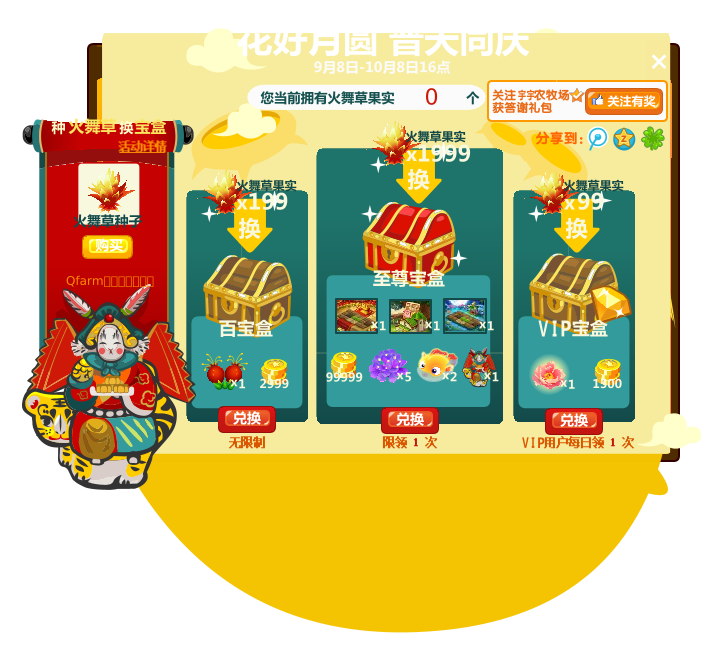 花好月圆 普天同庆
9月8日-10月8日16点
您当前拥有火舞草果实 0 个
关注宇宇农牧场
获答谢礼包
关注有奖
分享到:
种火舞草换宝盒
活动详情
火舞草种子
购买
Qfarm
火舞草果实
x199
换
百宝盒
x1
2999
兑换
无限制
火舞草果实
x1999
换
至尊宝盒
x1
x1
x1
99999
x5
x2
x1
兑换
限领 1 次
火舞草果实
x99
换
VIP宝盒
x1
1300
兑换
VIP用户每日领 1 次